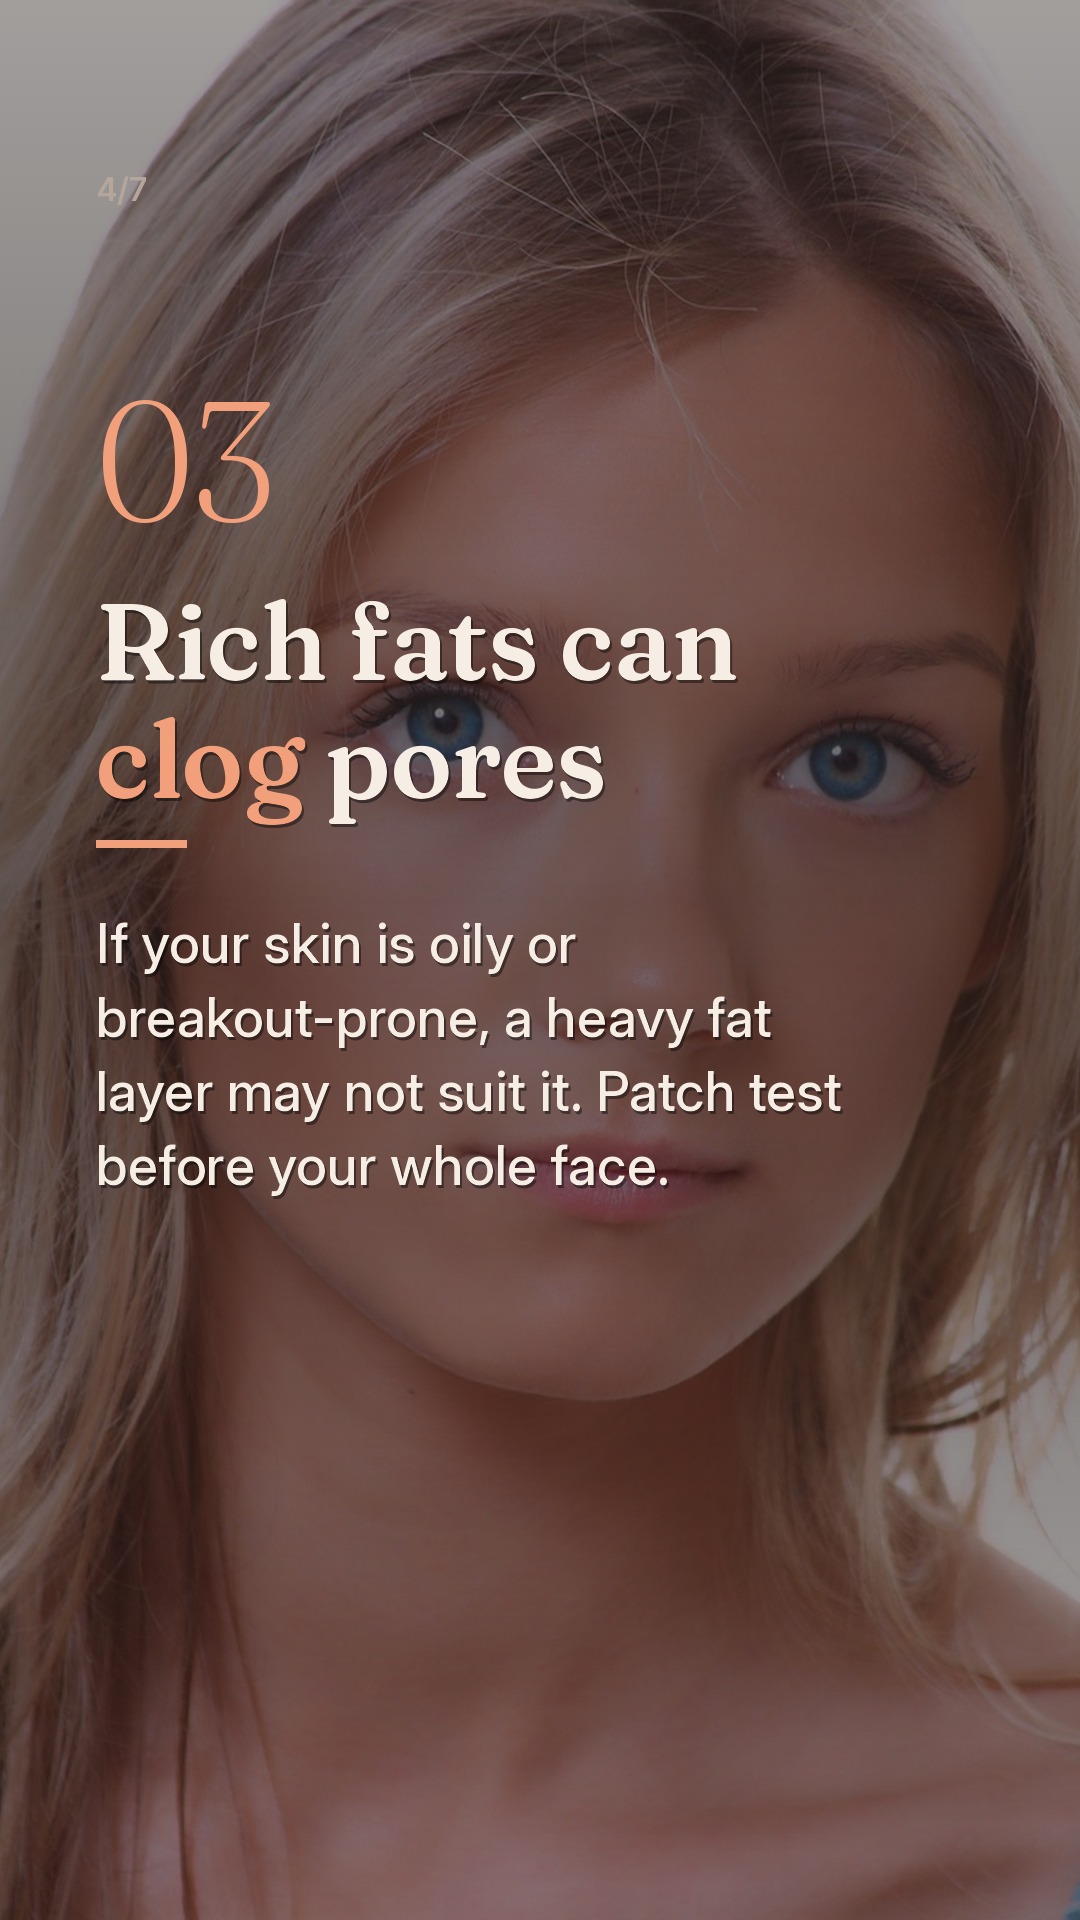 4/7
03
Rich fats can
clog pores
If your skin is oily or
breakout-prone, a heavy fat
layer may not suit it. Patch test
before your whole face.